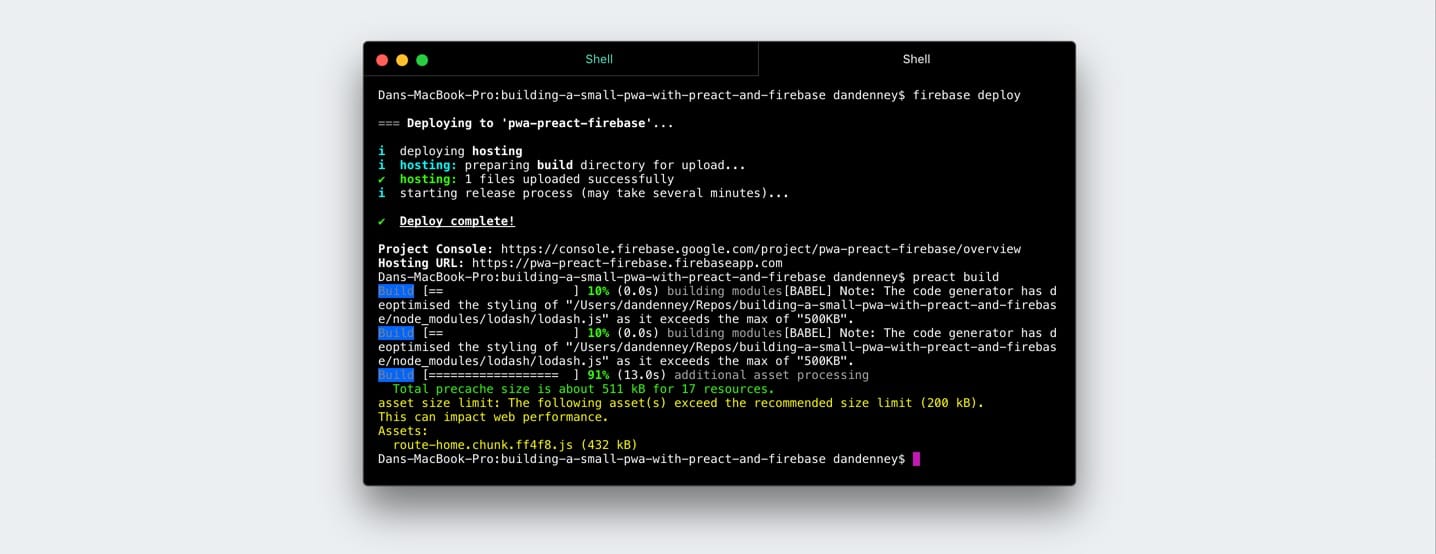 Shell Shell
Dans-MacBook-Pro:building-a-small-pwa-with-preact-and-firebase dandenney$ firebase deploy
=== Deploying to 'pwa-preact-firebase'...
i deploying hosting
i hosting: preparing build directory for upload...
✔ hosting: 1 files uploaded successfully
i starting release process (may take several minutes)...
✔ Deploy complete!
Project Console: https://console.firebase.google.com/project/pwa-preact-firebase/overview
Hosting URL: https://pwa-preact-firebase.firebaseapp.com
Dans-MacBook-Pro:building-a-small-pwa-with-preact-and-firebase dandenney$ preact build
Build [==                  ] 10% (0.0s) building modules[BABEL] Note: The code generator has d
eoptimised the styling of "/Users/dandenney/Repos/building-a-small-pwa-with-preact-and-firebas
e/node_modules/lodash/lodash.js" as it exceeds the max of "500KB".
Build [==                  ] 10% (0.0s) building modules[BABEL] Note: The code generator has d
eoptimised the styling of "/Users/dandenney/Repos/building-a-small-pwa-with-preact-and-firebas
e/node_modules/lodash/lodash.js" as it exceeds the max of "500KB".
Build [==================  ] 91% (13.0s) additional asset processing
Total precache size is about 511 kB for 17 resources.
asset size limit: The following asset(s) exceed the recommended size limit (200 kB).
This can impact web performance.
Assets:
route-home.chunk.ff4f8.js (432 kB)
Dans-MacBook-Pro:building-a-small-pwa-with-preact-and-firebase dandenney$